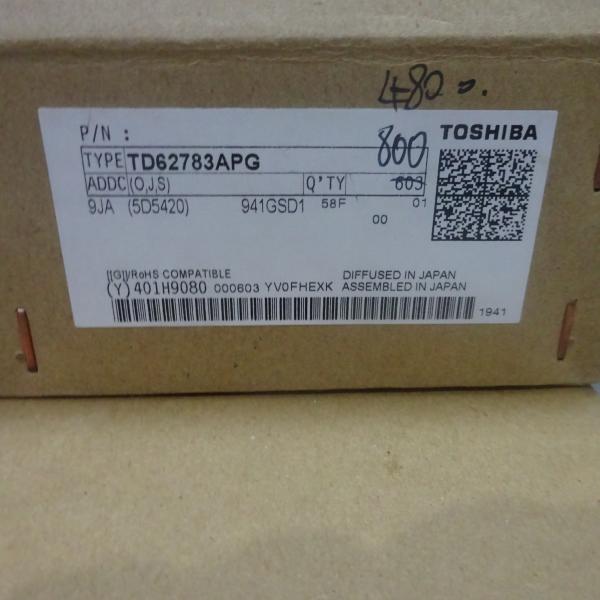 480
P/N :
800
TOSHIBA
TYPE TD62783APG
ADDC (O,J,S) Q'TY 603
9JA (5D5420) 941GSD1 58F 01
00
[[G]]/RoHS COMPATIBLE DIFFUSED IN JAPAN
(Y) 401H9080 000603 YV0FHEXK ASSEMBLED IN JAPAN
1941